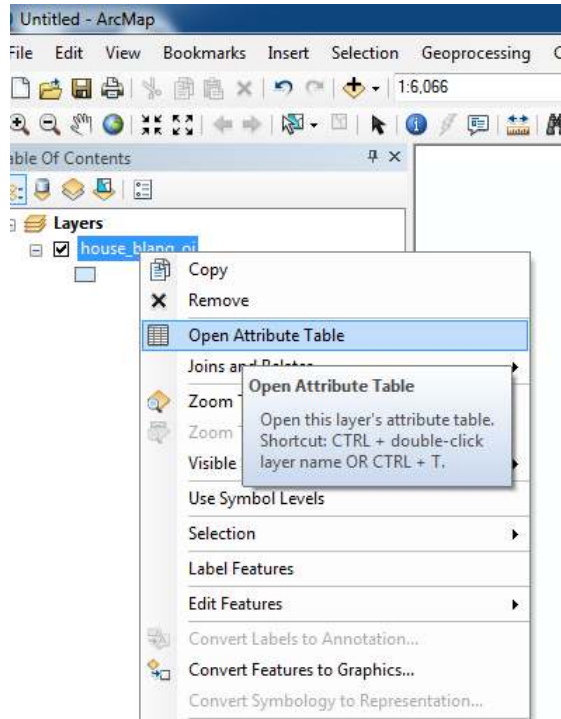 Untitled - ArcMap
File Edit View Bookmarks Insert Selection Geoprocessing
1:6,066
Table Of Contents
Layers
house_blang_oi
Copy
Remove
Open Attribute Table
Joins and Relates
Open Attribute Table
Open this layer's attribute table.
Shortcut: CTRL + double-click
layer name OR CTRL + T.
Zoom
Zoom
Visible
Use Symbol Levels
Selection
Label Features
Edit Features
Convert Labels to Annotation...
Convert Features to Graphics...
Convert Symbology to Representation...